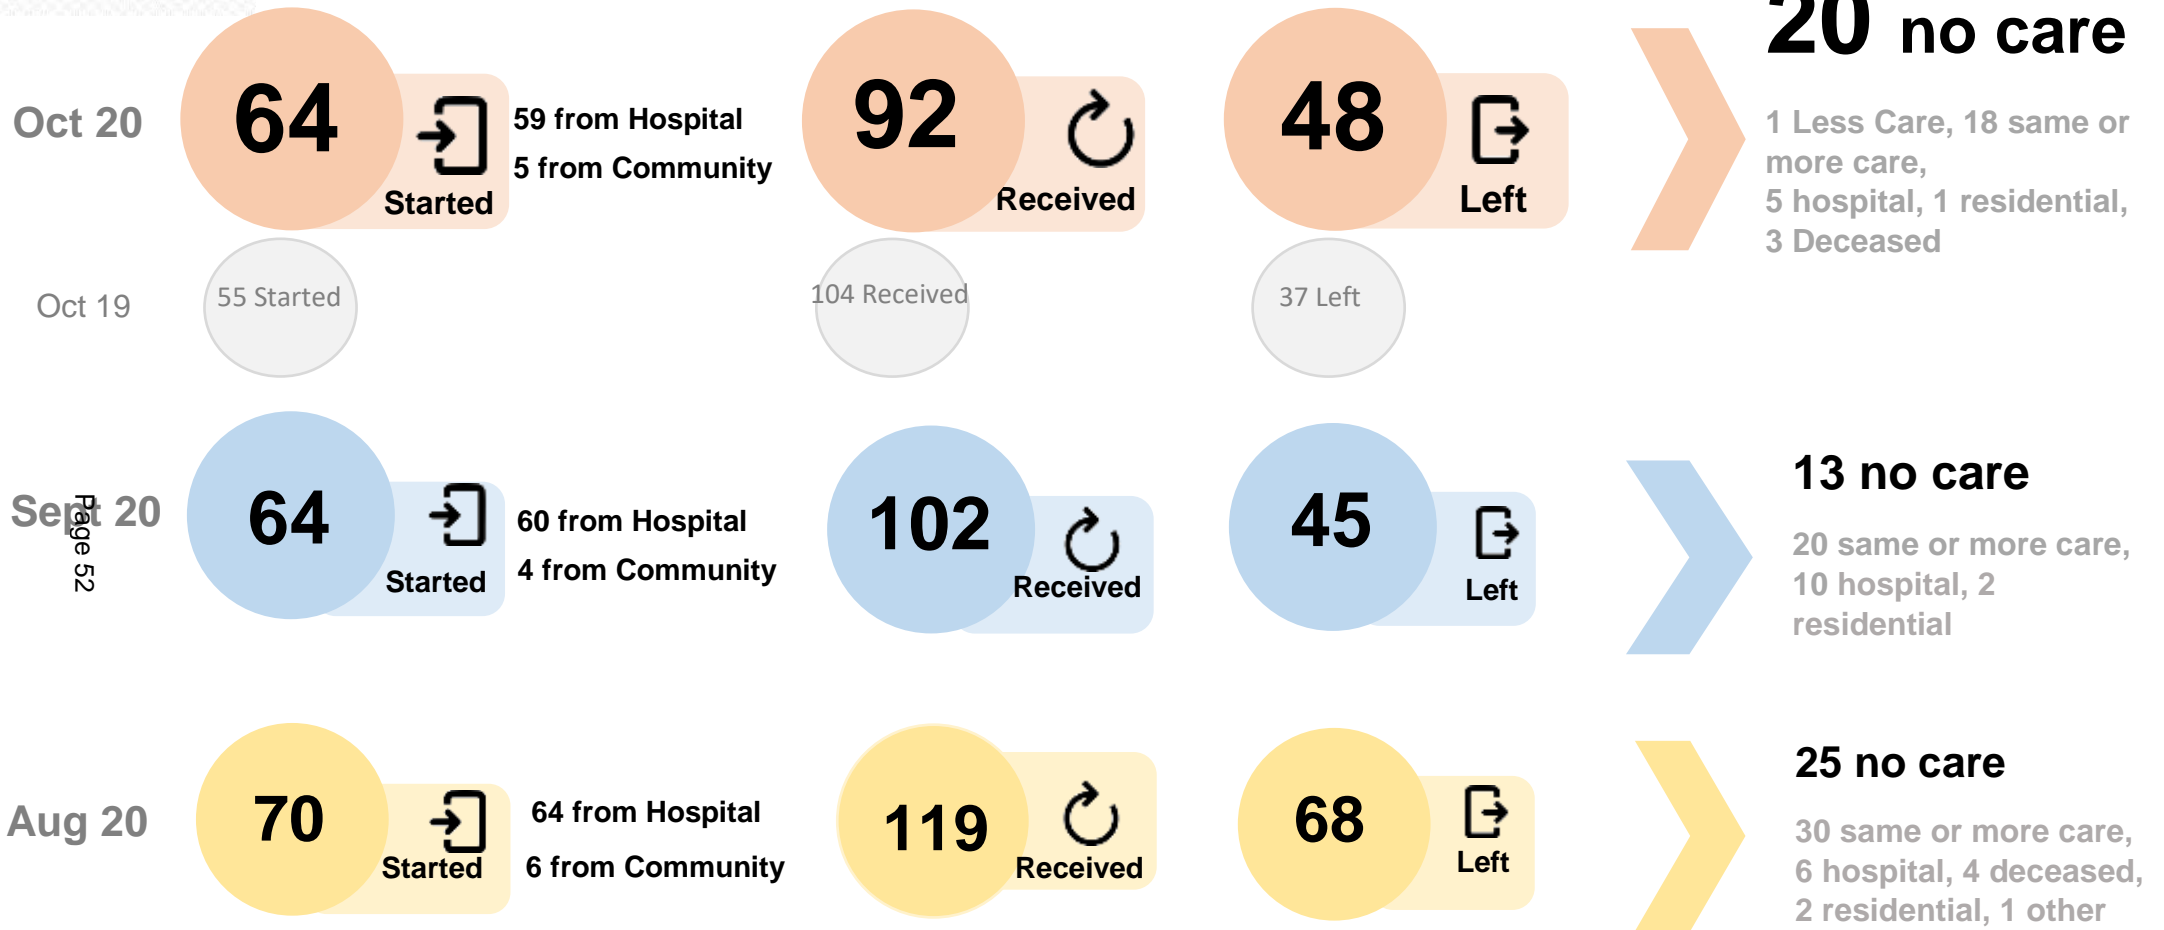 20 no care
Oct 20
64
Started
59 from Hospital
5 from Community
92
Received
48
Left
1 Less Care, 18 same or
more care,
5 hospital, 1 residential,
3 Deceased
Oct 19
55 Started
104 Received
37 Left
Sept 20
Page 52
64
Started
60 from Hospital
4 from Community
102
Received
45
Left
13 no care
20 same or more care,
10 hospital, 2
residential
Aug 20
70
Started
64 from Hospital
6 from Community
119
Received
68
Left
25 no care
30 same or more care,
6 hospital, 4 deceased,
2 residential, 1 other